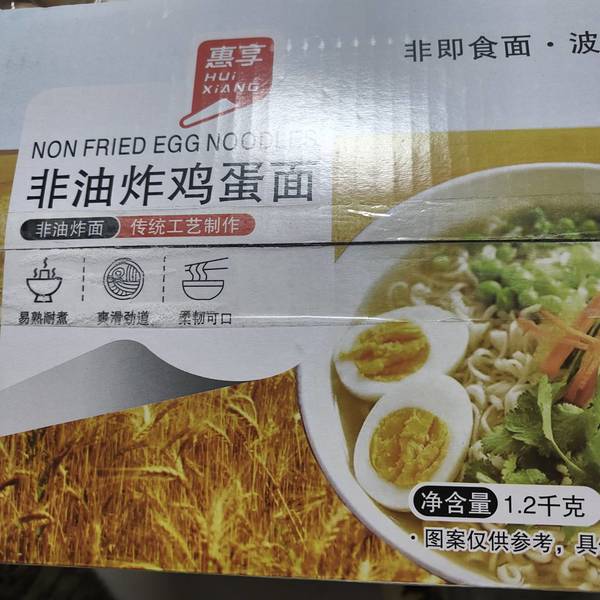 非即食面·波
惠享
HUi
XiANG
NON FRIED EGG NOODLES
非油炸鸡蛋面
非油炸面 传统工艺制作
易熟耐煮 爽滑劲道 柔韧可口
净含量 1.2千克
·图案仅供参考，具